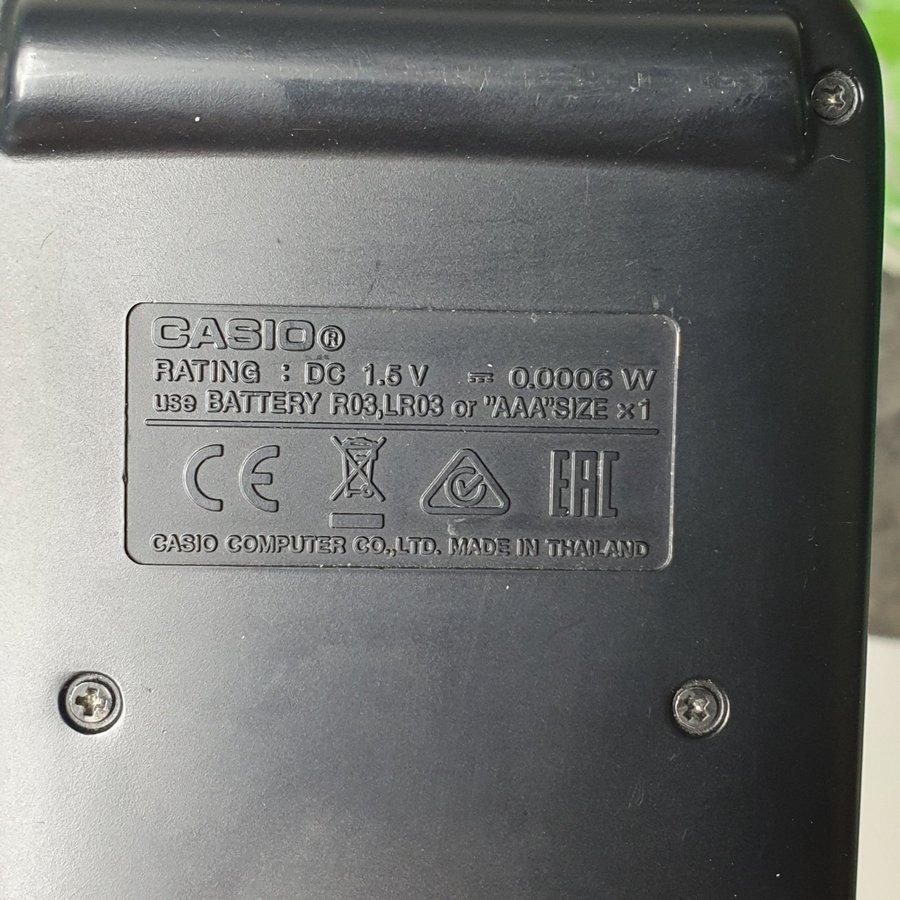 CASIO®
RATING : DC 1.5 V ⎓ 0.0006 W
use BATTERY R03,LR03 or "AAA"SIZE ×1
CE EAC
CASIO COMPUTER CO.,LTD. MADE IN THAILAND